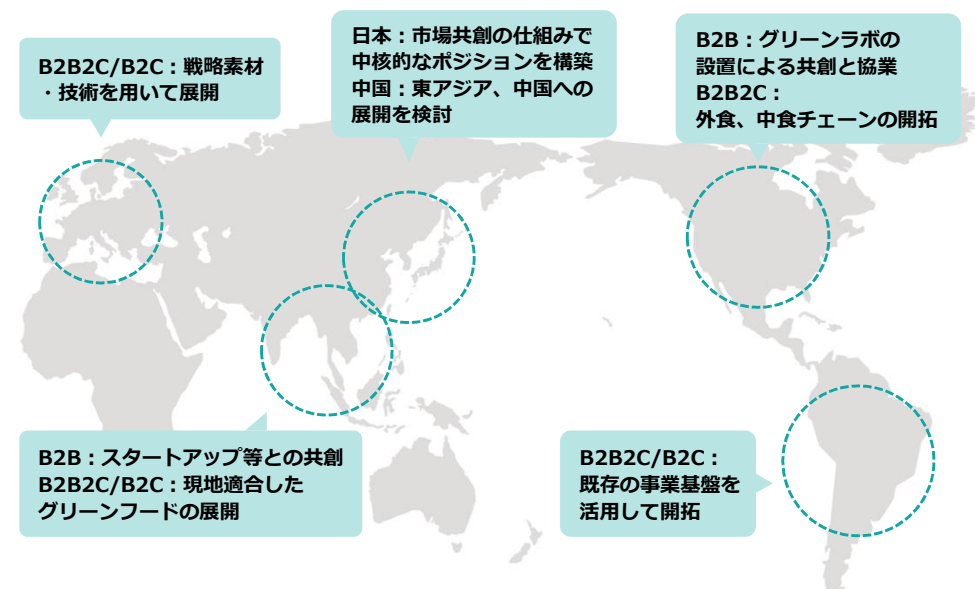 B2B2C/B2C：戦略素材
・技術を用いて展開
日本：市場共創の仕組みで
中核的なポジションを構築
中国：東アジア、中国への
展開を検討
B2B：グリーンラボの
設置による共創と協業
B2B2C：
外食、中食チェーンの開拓
B2B：スタートアップ等との共創
B2B2C/B2C：現地適合した
グリーンフードの展開
B2B2C/B2C：
既存の事業基盤を
活用して開拓